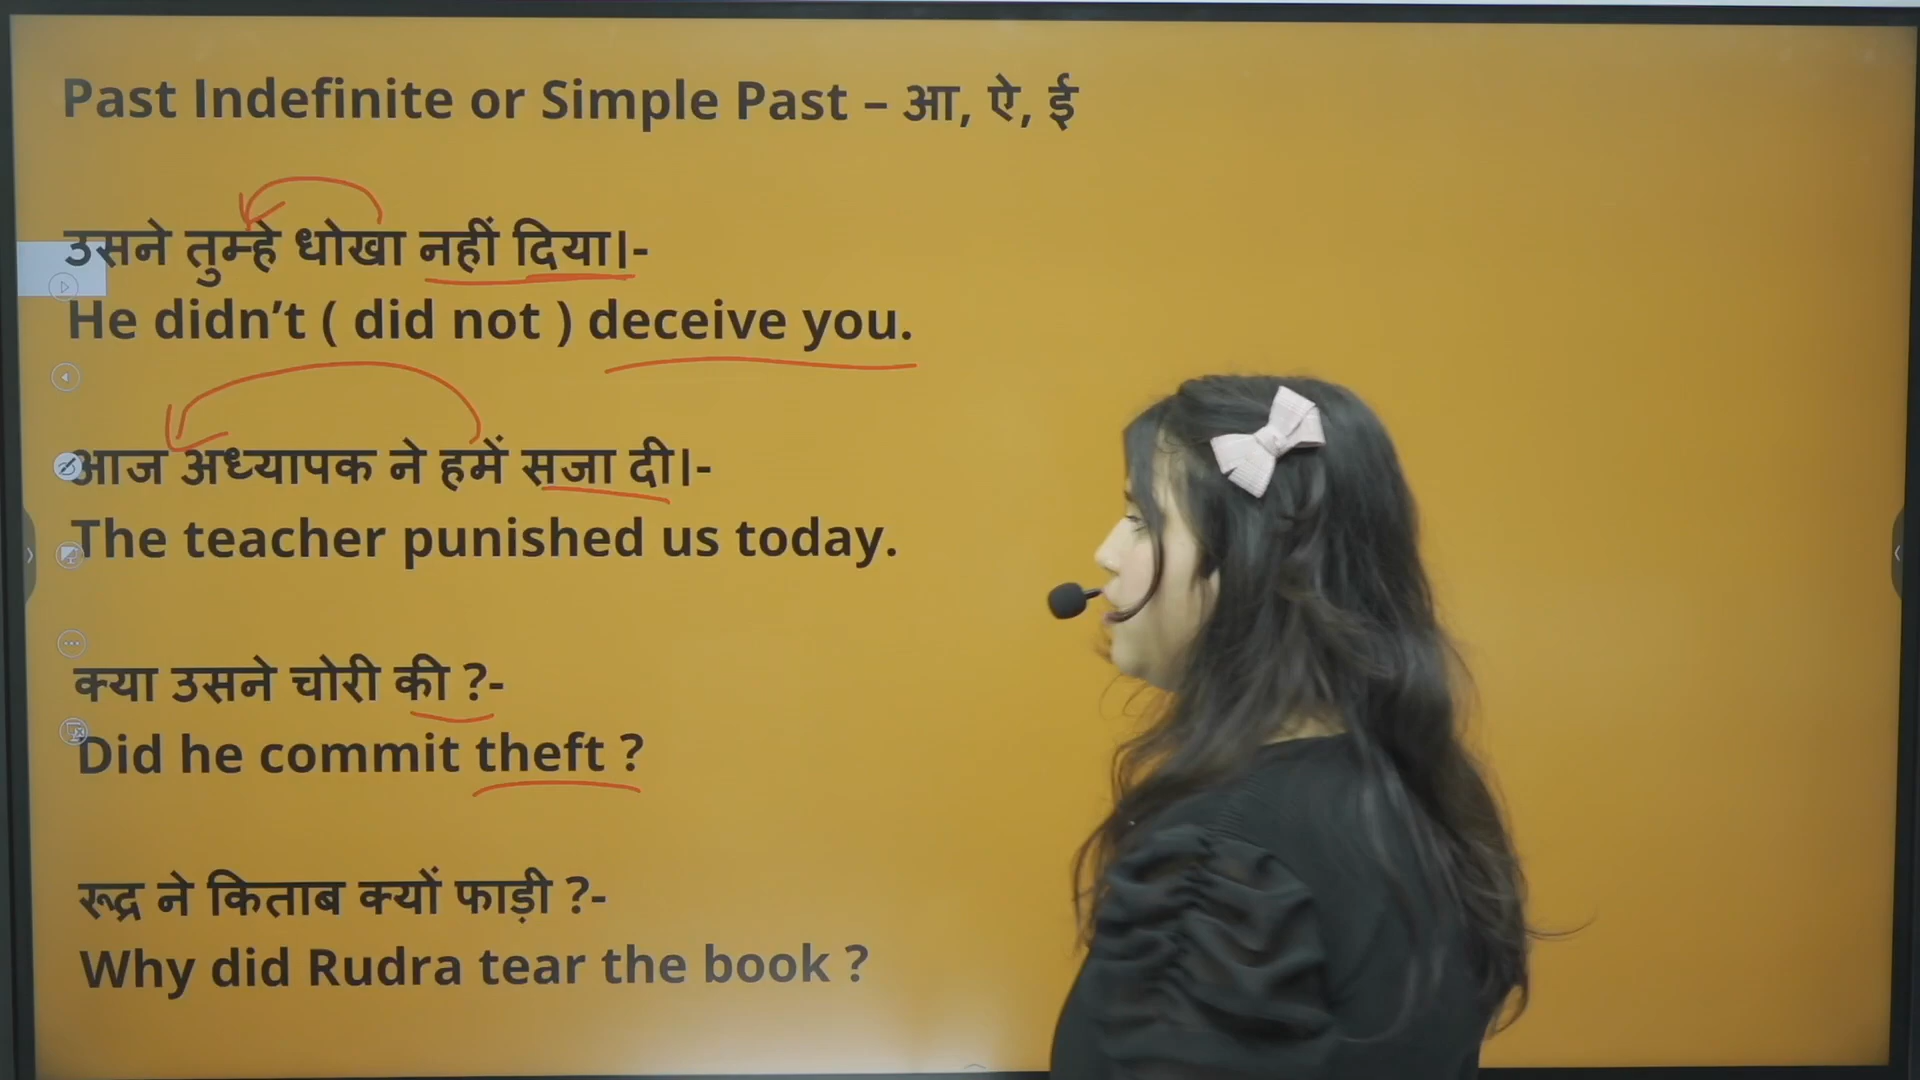 Past Indefinite or Simple Past – आ, ऐ, ई
उसने तुम्हे धोखा नहीं दिया।-
He didn’t ( did not ) deceive you.
आज अध्यापक ने हमें सजा दी।-
The teacher punished us today.
क्या उसने चोरी की ?-
Did he commit theft ?
रूद्र ने किताब क्यों फाड़ी ?-
Why did Rudra tear the book ?